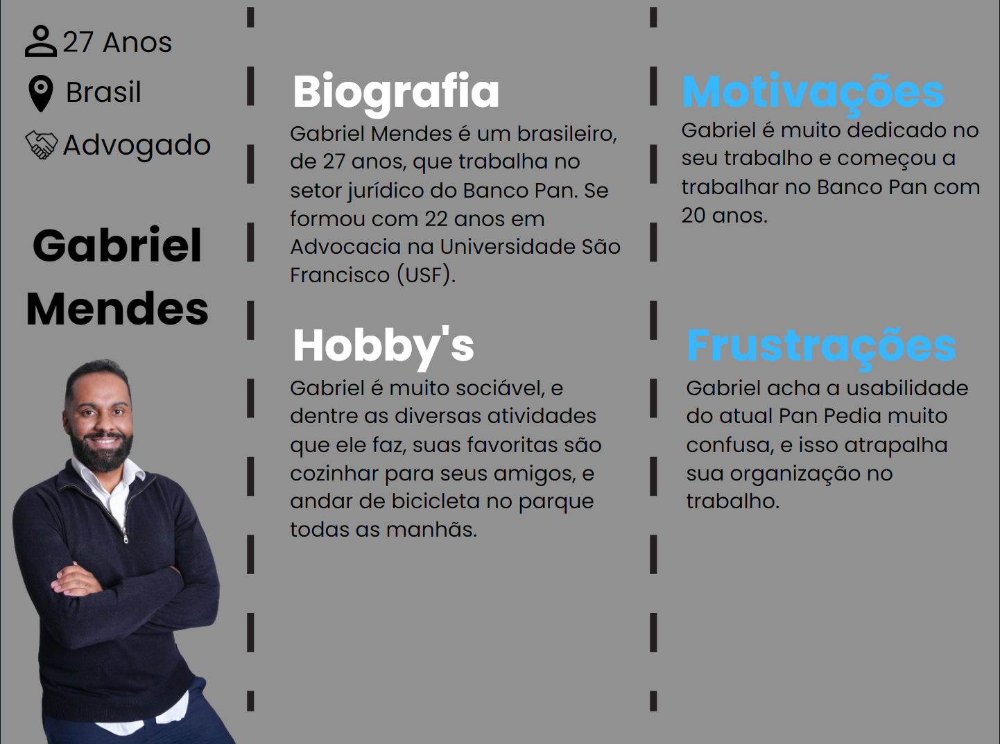 27 Anos
Brasil
Advogado
Gabriel
Mendes
Biografia
Gabriel Mendes é um brasileiro,
de 27 anos, que trabalha no
setor jurídico do Banco Pan. Se
formou com 22 anos em
Advocacia na Universidade São
Francisco (USF).
Hobby's
Gabriel é muito sociável, e
dentre as diversas atividades
que ele faz, suas favoritas são
cozinhar para seus amigos, e
andar de bicicleta no parque
todas as manhãs.
Motivações
Gabriel é muito dedicado no
seu trabalho e começou a
trabalhar no Banco Pan com
20 anos.
Frustrações
Gabriel acha a usabilidade
do atual Pan Pedia muito
confusa, e isso atrapalha
sua organização no
trabalho.